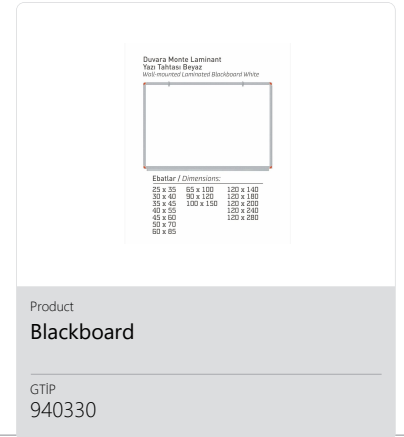 Duvara Monte Laminant
Yazı Tahtası Beyaz
Wall-mounted Laminated Blackboard White
Ebatlar / Dimensions:
25 x 35 65 x 100 120 x 140
30 x 40 90 x 120 120 x 180
35 x 45 100 x 150 120 x 200
40 x 55 120 x 240
45 x 60 120 x 280
50 x 70
60 x 85
Product
Blackboard
GTİP
940330